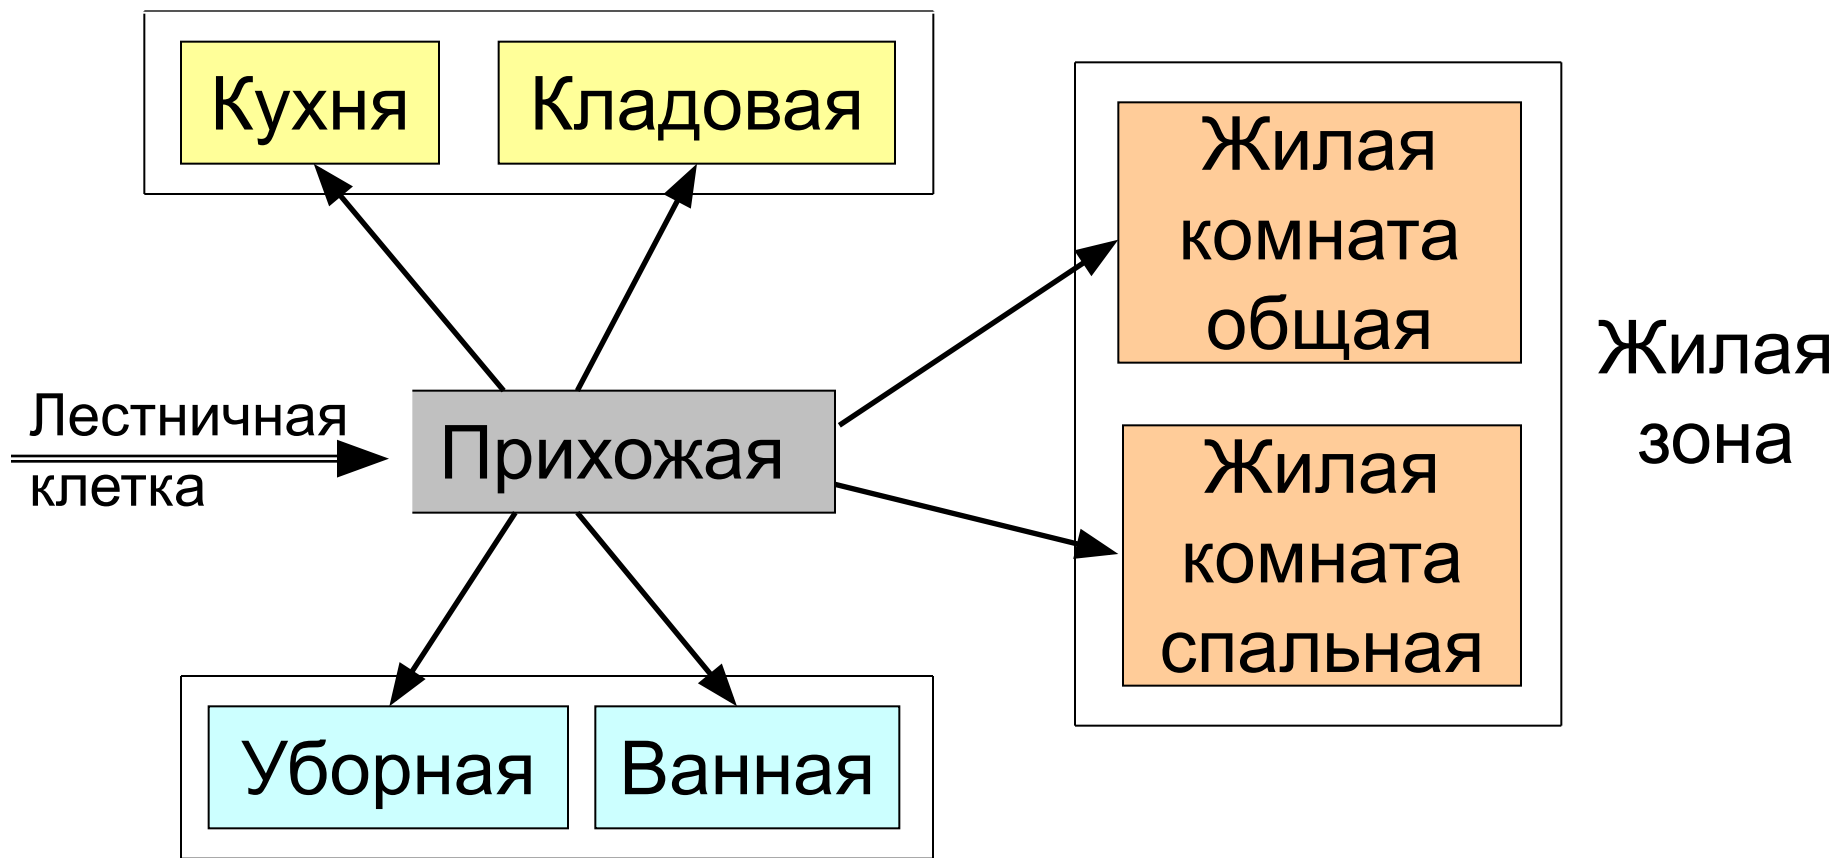 Кухня
Кладовая
Жилая
комната
общая
Жилая
зона
Лестничная
клетка
Прихожая
Жилая
комната
спальная
Уборная
Ванная